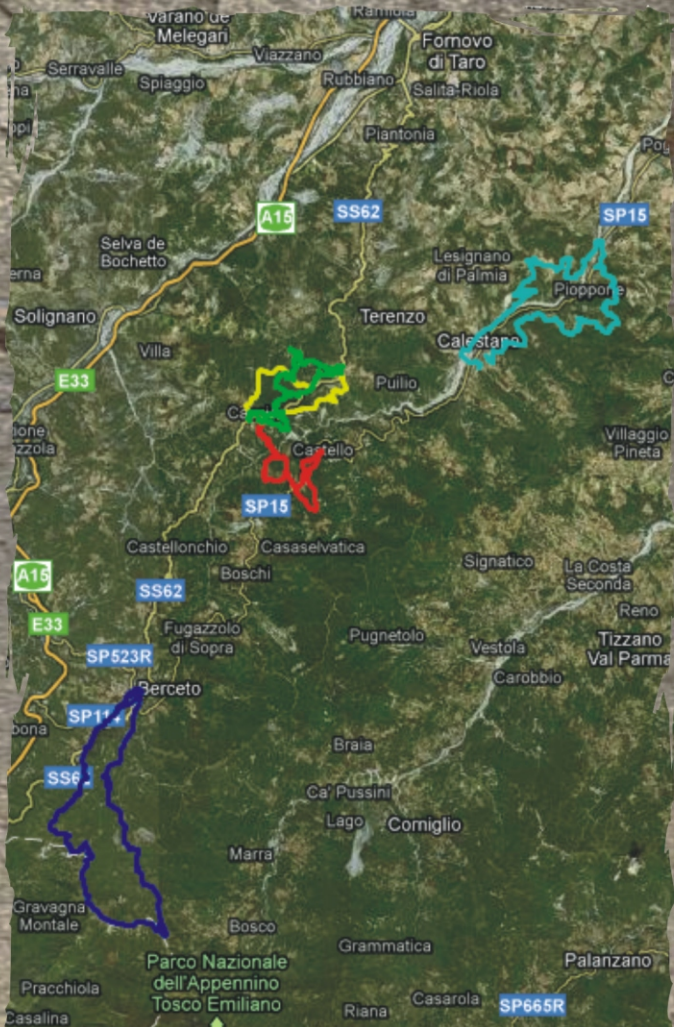 Ramiola
Varano de'
Melegari
Fornovo
di Taro
Viazzano
Serravalle
Spiaggio
Rubbiano
Salita-Riola
Piantonia
A15
SS62
SP15
Selva de
Bochetto
Lesignano
di Palmia
Pioppone
Solignano
Terenzo
Villa
Calestano
E33
Puilio
Castello
Villaggio
Pineta
SP15
Castellonchio
Casaselvatica
Signatico
La Costa
Seconda
A15
Boschi
SS62
Reno
E33
Fugazzolo
di Sopra
Pugnetolo
Vestola
Tizzano
Val Parma
SP523R
Carobbio
Berceto
SP114
Braia
SS62
Ca' Pussini
Lago
Corniglio
Marra
Gravagna
Montale
Bosco
Grammatica
Parco Nazionale
dell'Appennino
Tosco Emiliano
Palanzano
Pracchiola
Casarola
SP665R
Riana
Casalina